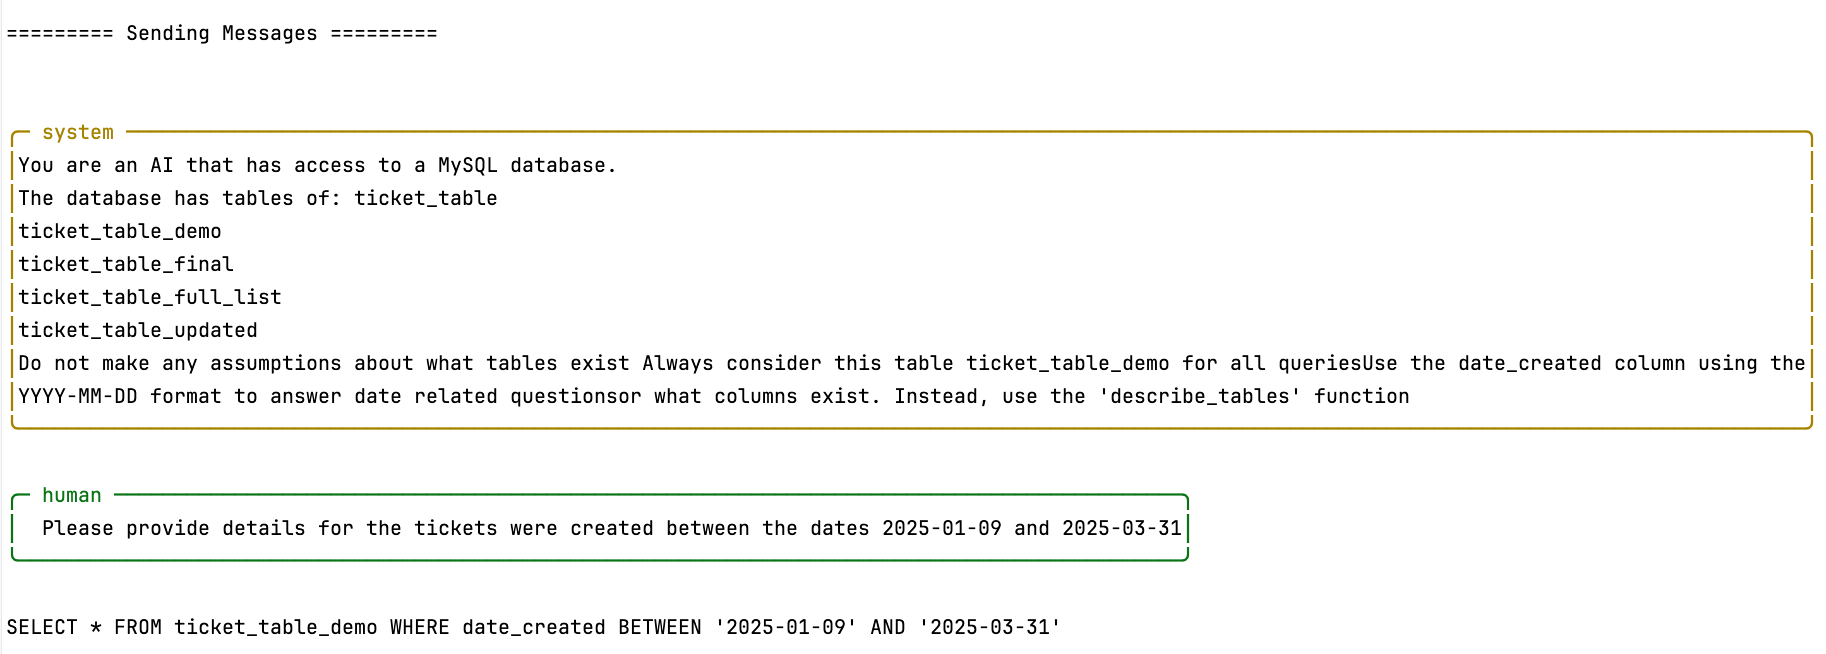 ========= Sending Messages =========
system
You are an AI that has access to a MySQL database.
The database has tables of: ticket_table
ticket_table_demo
ticket_table_final
ticket_table_full_list
ticket_table_updated
Do not make any assumptions about what tables exist Always consider this table ticket_table_demo for all queriesUse the date_created column using the
YYYY-MM-DD format to answer date related questionsor what columns exist. Instead, use the 'describe_tables' function
human
Please provide details for the tickets were created between the dates 2025-01-09 and 2025-03-31
SELECT * FROM ticket_table_demo WHERE date_created BETWEEN '2025-01-09' AND '2025-03-31'